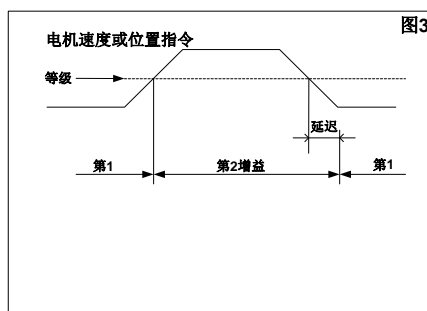 图3
电机速度或位置指令
等级
延迟
第1 第2增益 第1